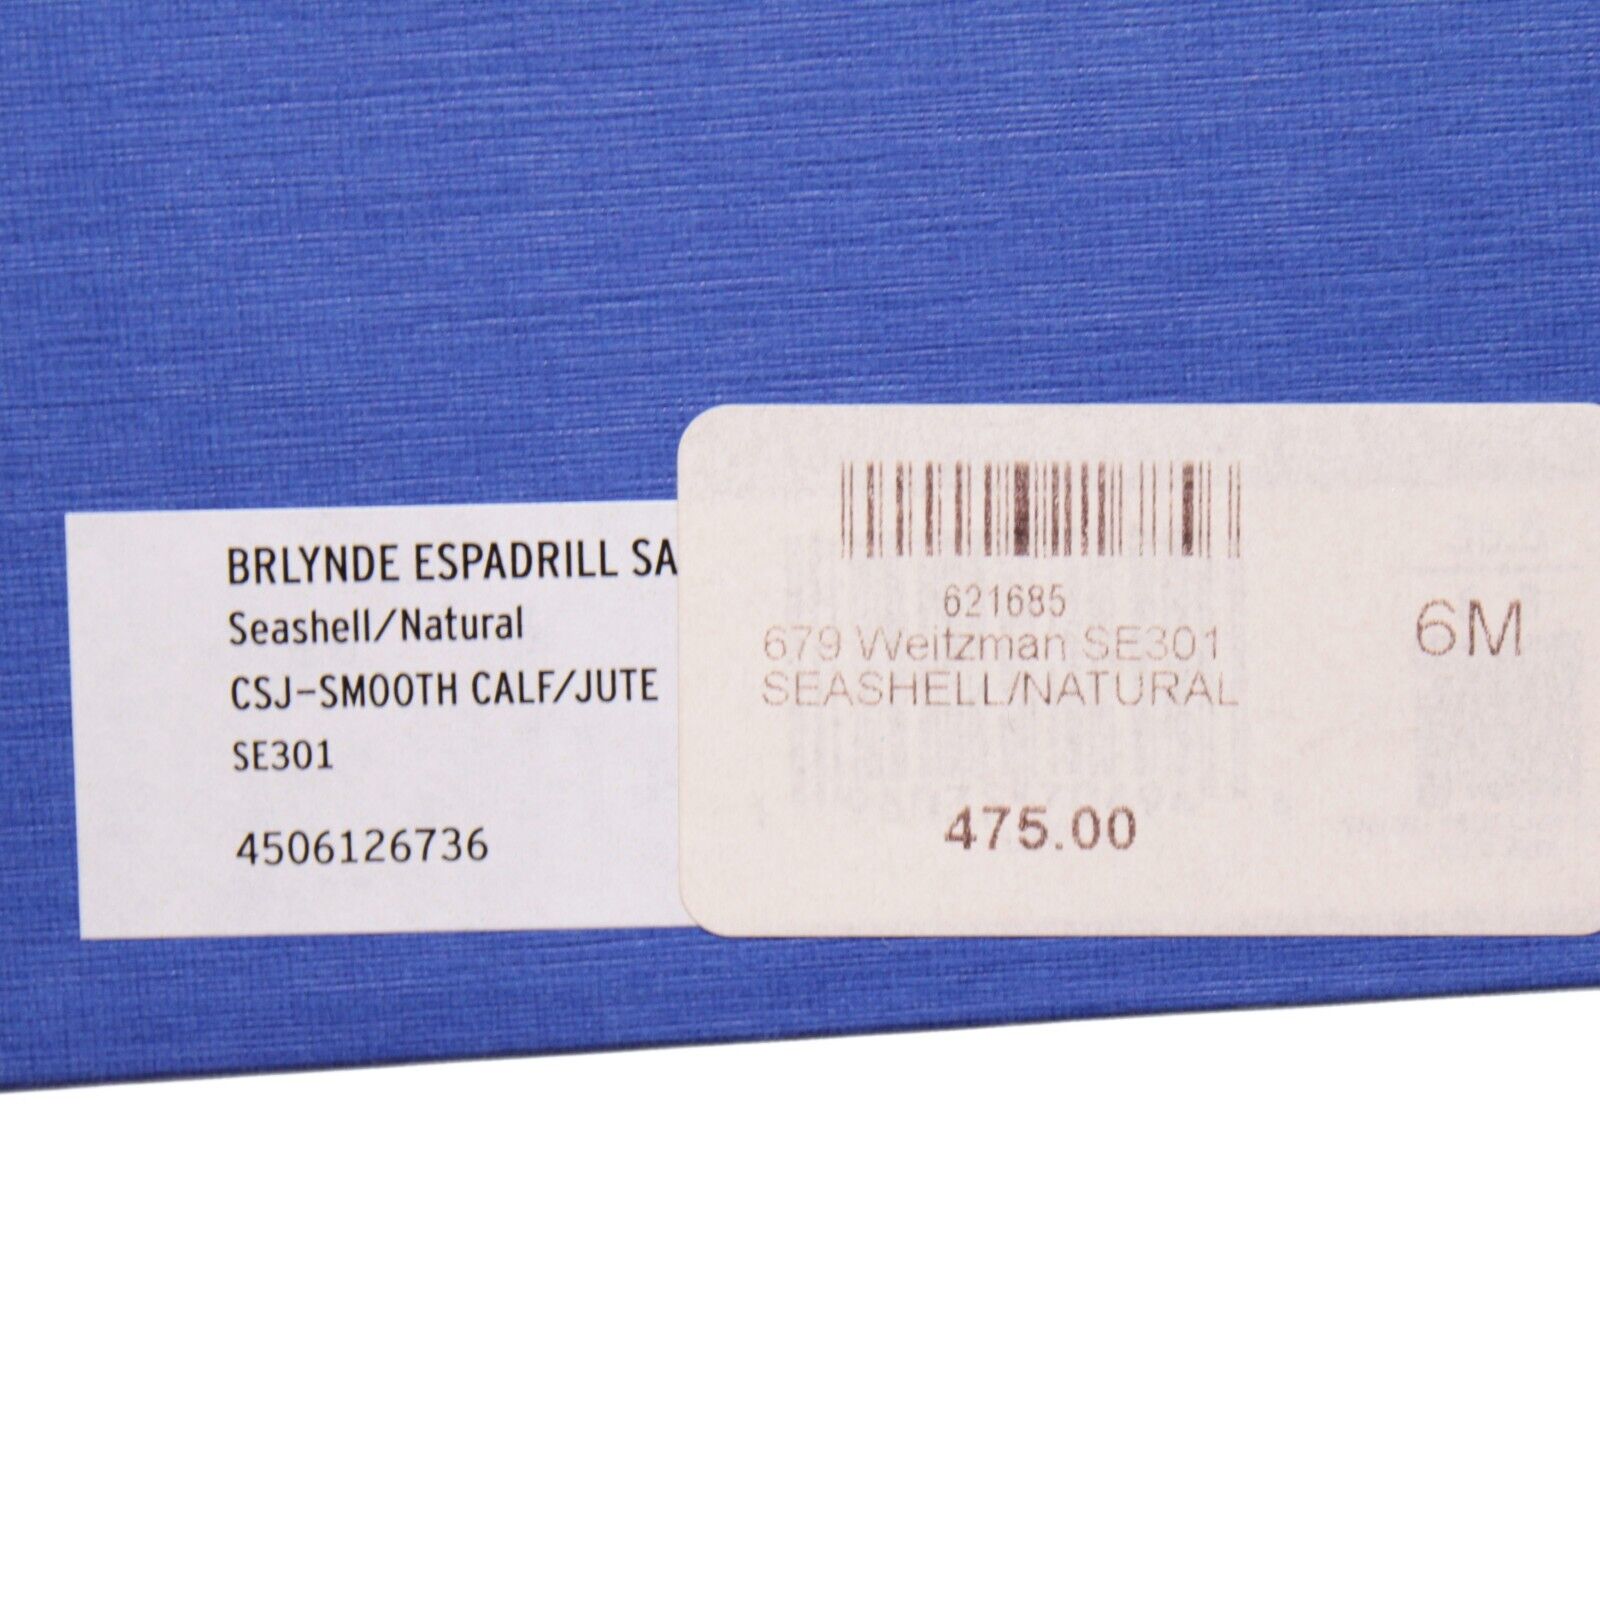 BRLYNDE ESPADRILL SA
Seashell/Natural
CSJ-SMOOTH CALF/JUTE
SE301
4506126736
621685
679 Weitzman SE301
SEASHELL/NATURAL
6M
475.00